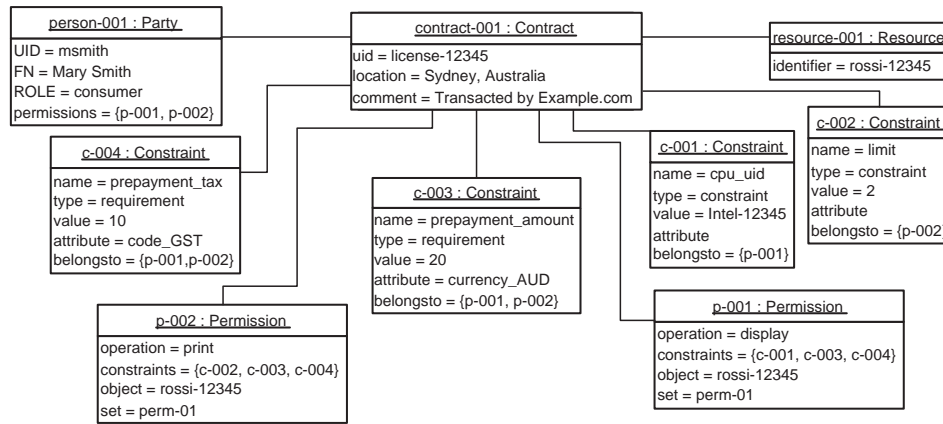 person-001 : Party
UID = msmith
FN = Mary Smith
ROLE = consumer
permissions = {p-001, p-002}
contract-001 : Contract
uid = license-12345
location = Sydney, Australia
comment = Transacted by Example.com
resource-001 : Resource
identifier = rossi-12345
c-004 : Constraint
name = prepayment_tax
type = requirement
value = 10
attribute = code_GST
belongsto = {p-001,p-002}
c-003 : Constraint
name = prepayment_amount
type = requirement
value = 20
attribute = currency_AUD
belongsto = {p-001, p-002}
c-001 : Constraint
name = cpu_uid
type = constraint
value = Intel-12345
attribute
belongsto = {p-001}
c-002 : Constraint
name = limit
type = constraint
value = 2
attribute
belongsto = {p-002}
p-002 : Permission
operation = print
constraints = {c-002, c-003, c-004}
object = rossi-12345
set = perm-01
p-001 : Permission
operation = display
constraints = {c-001, c-003, c-004}
object = rossi-12345
set = perm-01